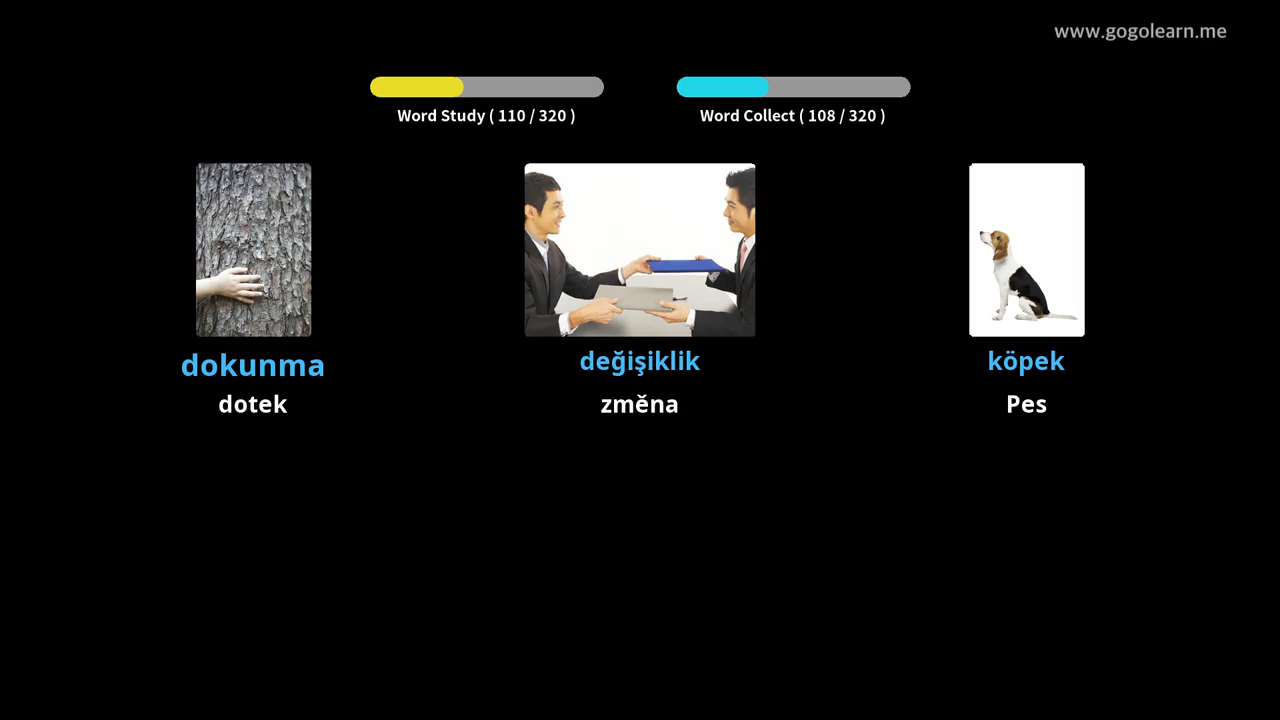 www.gogolearn.me
Word Study ( 110 / 320 )
Word Collect ( 108 / 320 )
dokunma
dotek
değişiklik
změna
köpek
Pes